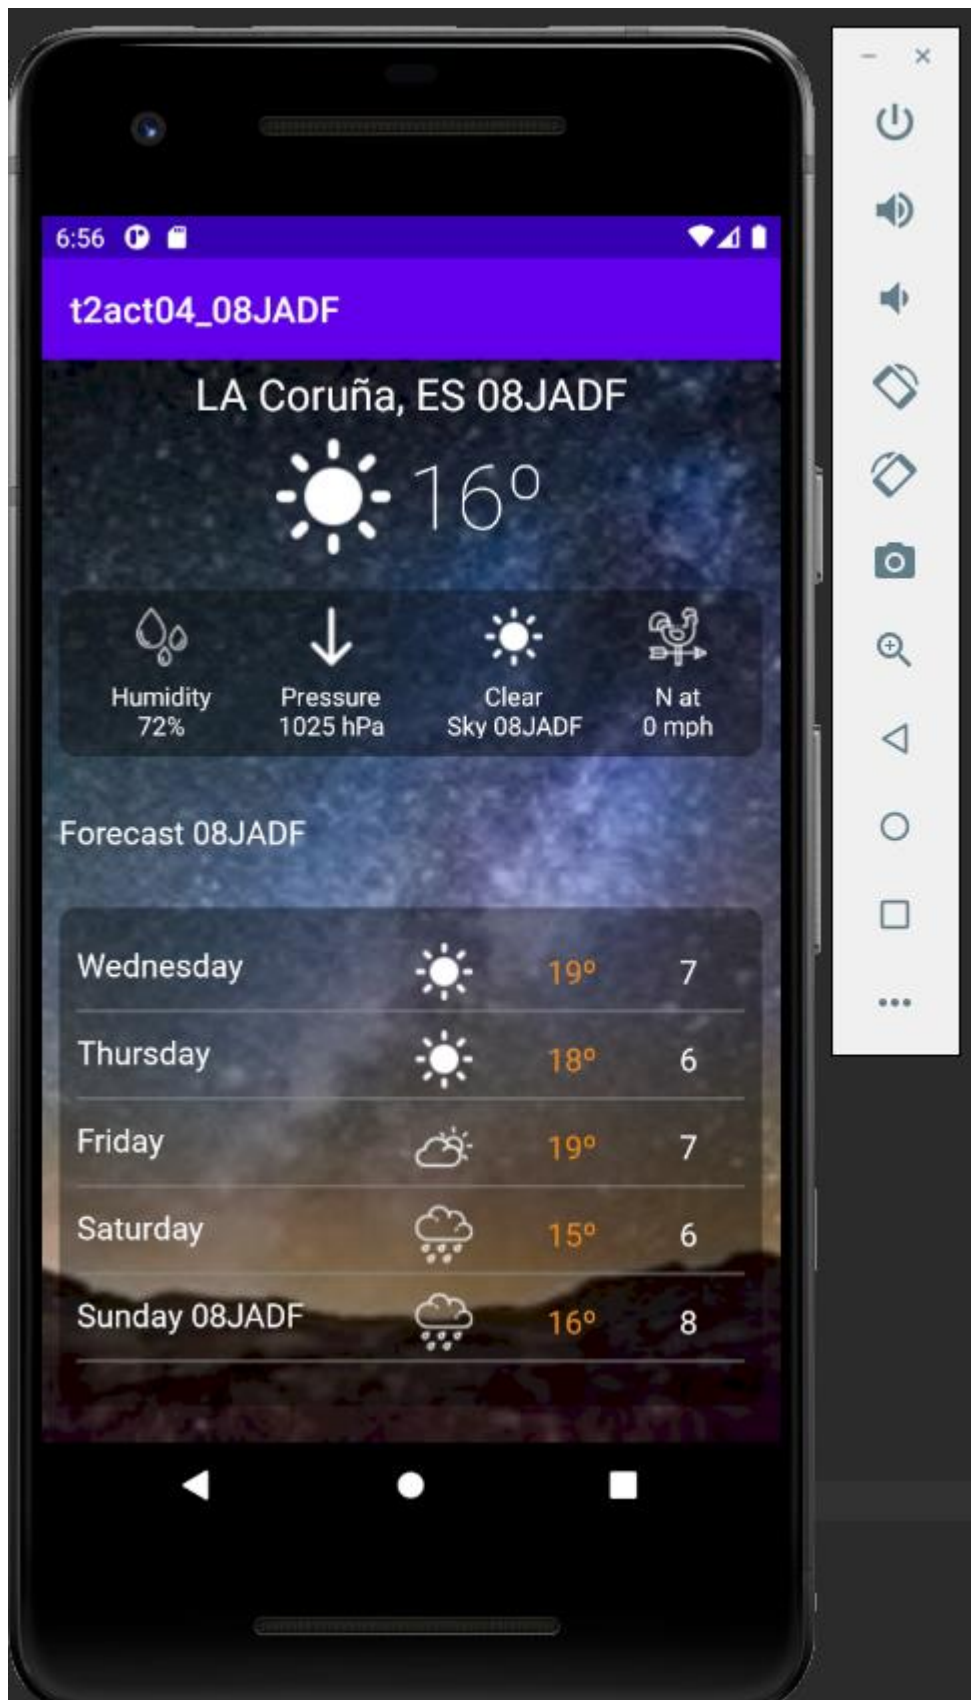 6:56
t2act04_08JADF
LA Coruña, ES 08JADF
16º
Humidity
72%
Pressure
1025 hPa
Clear
Sky 08JADF
N at
0 mph
Forecast 08JADF
Wednesday 19º 7
Thursday 18º 6
Friday 19º 7
Saturday 15º 6
Sunday 08JADF 16º 8